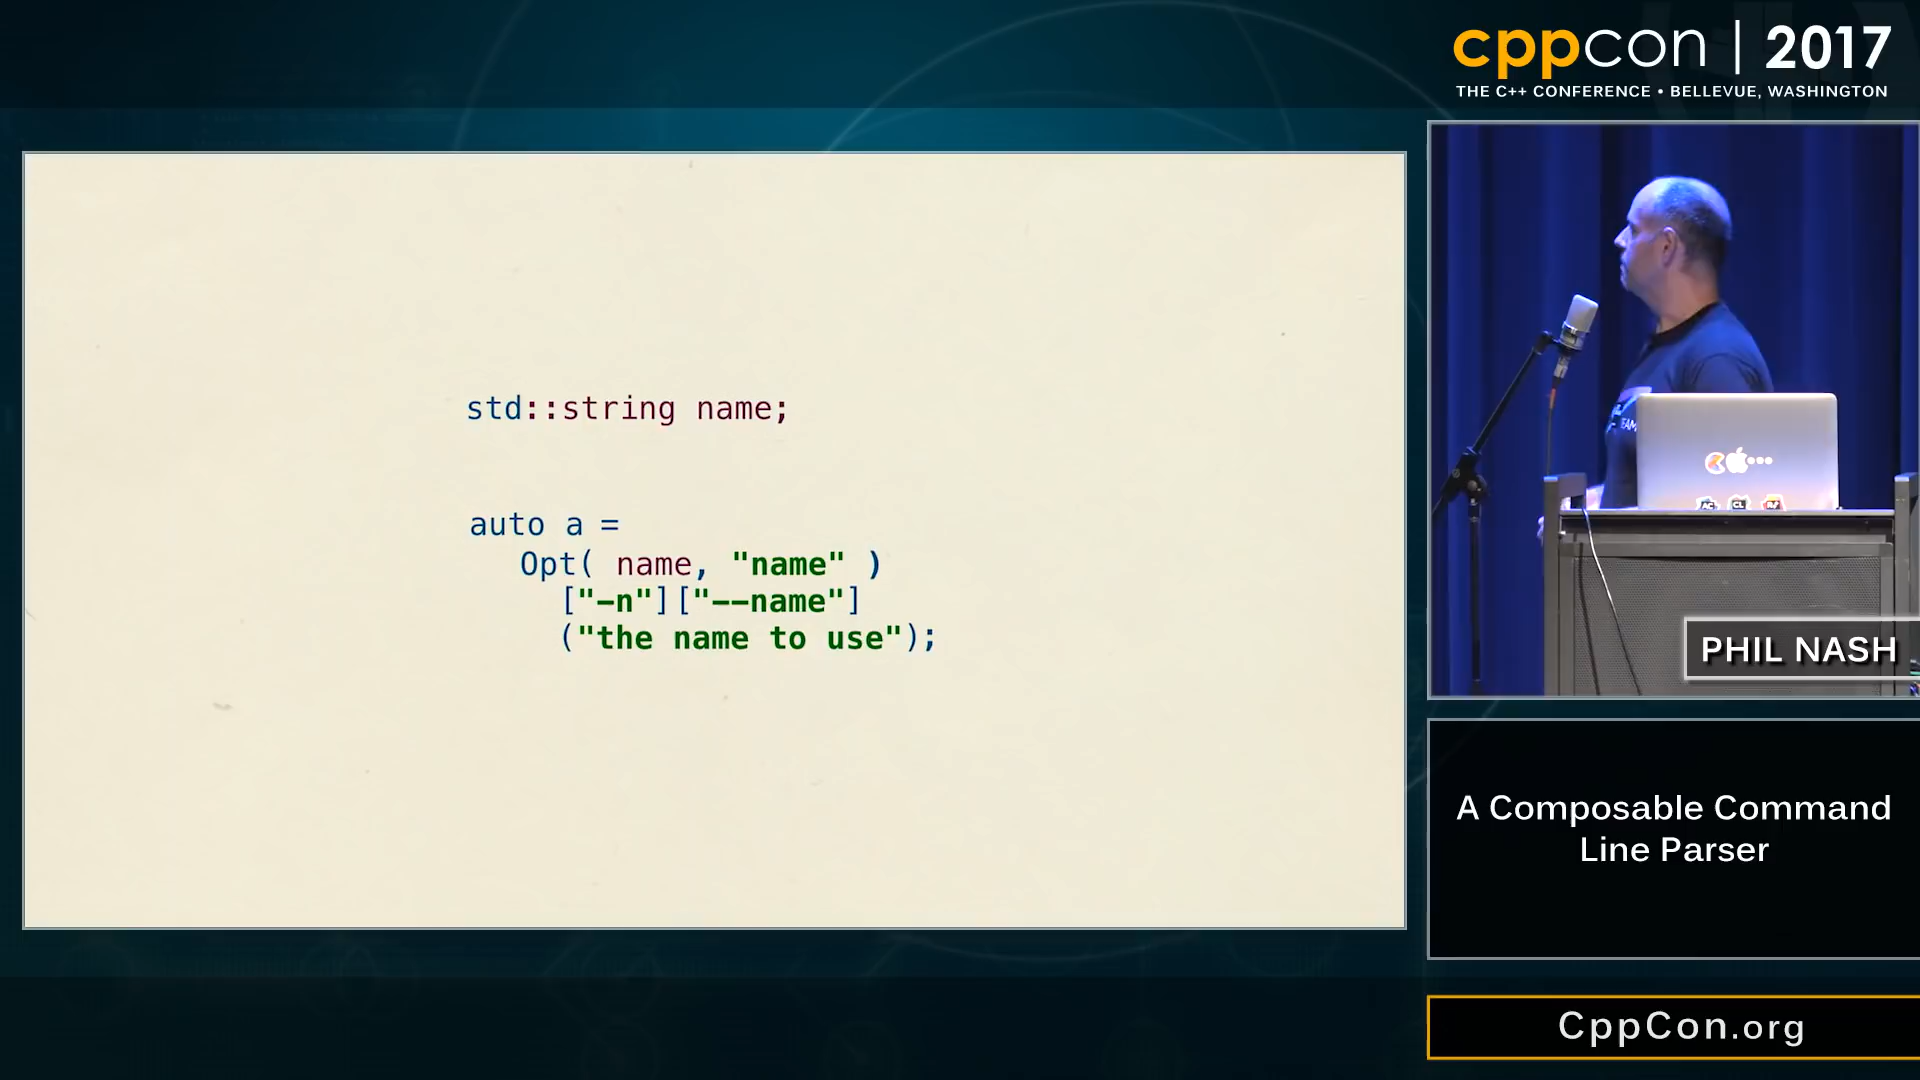 cppcon | 2017
THE C++ CONFERENCE • BELLEVUE, WASHINGTON
std::string name;
auto a =
Opt( name, "name" )
["-n"]["--name"]
("the name to use");
PHIL NASH
A Composable Command
Line Parser
CppCon.org